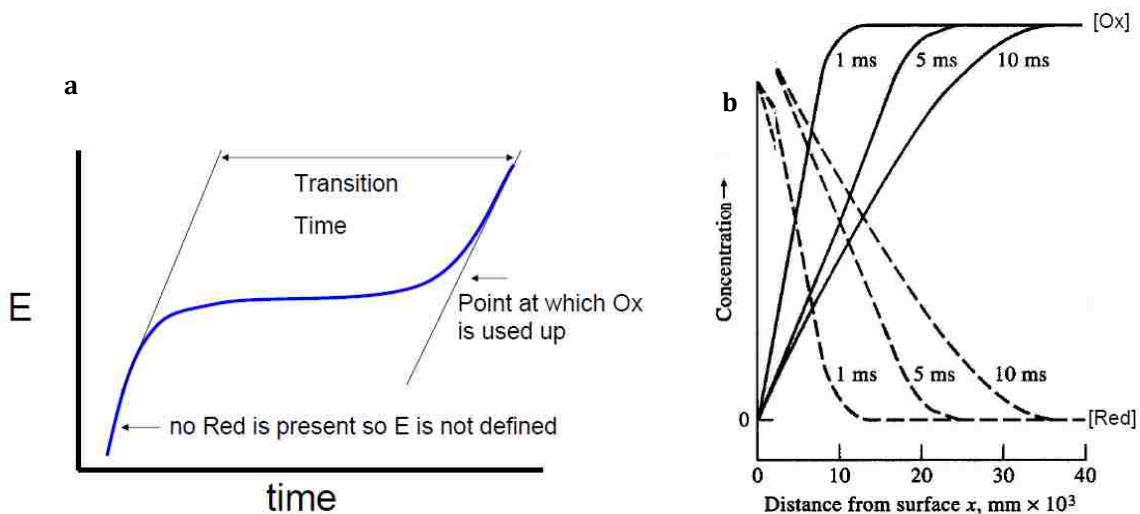 a
Transition
Time
E
Point at which Ox
is used up
no Red is present so E is not defined
time
b
[Ox]
1 ms
5 ms
10 ms
Concentration →
1 ms
5 ms
10 ms
0
[Red]
0
10
20
30
40
Distance from surface x, mm × 10³